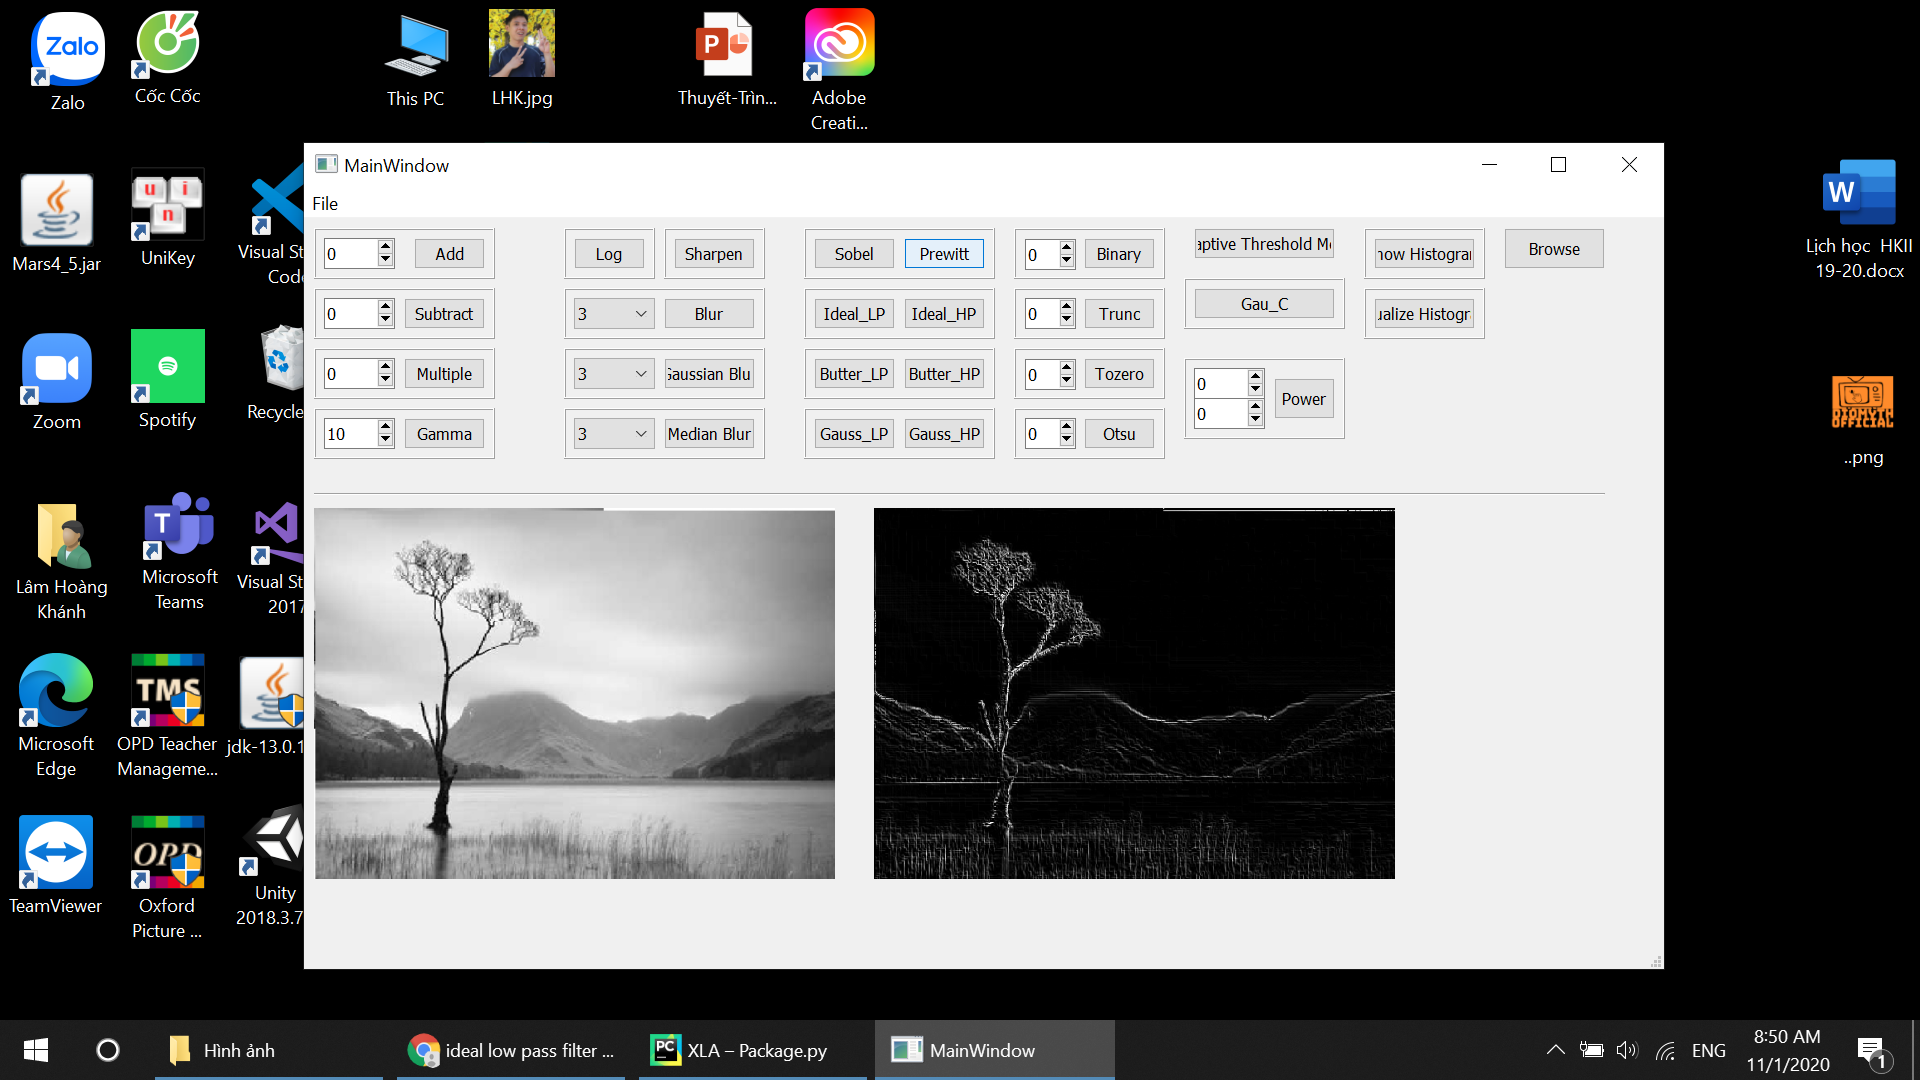 Zalo
Zalo
Cốc Cốc
This PC
LHK.jpg
P
Thuyết-Trìn...
Adobe
Creati...
Mars4_5.jar
u i
n
UniKey
Visual St
Code
W
Lịch học HKII
19-20.docx
Zoom
Spotify
Recycle
..png
Lâm Hoàng
Khánh
T
Microsoft
Teams
Visual St
2017
Microsoft
Edge
TMS
OPD Teacher
Manageme...
jdk-13.0.1
TeamViewer
OPD
Oxford
Picture ...
Unity
2018.3.7
MainWindow
File
0 Add
Log
Sharpen
Sobel
Prewitt
0 Binary
aptive Threshold M
how Histogra
Browse
0 Subtract
3 Blur
Ideal_LP
Ideal_HP
0 Trunc
Gau_C
ualize Histogr
0 Multiple
3 Gaussian Blu
Butter_LP
Butter_HP
0 Tozero
0
0
Power
10 Gamma
3 Median Blur
Gauss_LP
Gauss_HP
0 Otsu
Hình ảnh
ideal low pass filter ...
PC
XLA – Package.py
MainWindow
ENG
8:50 AM
11/1/2020
1